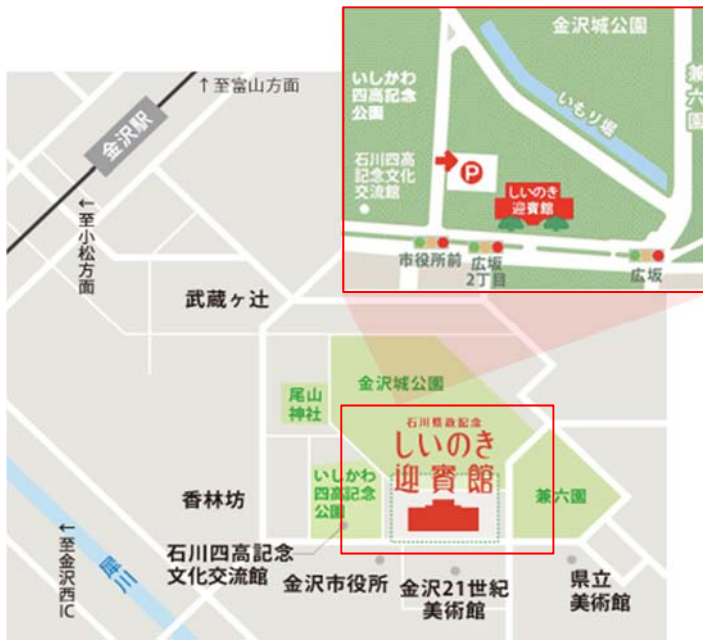 金沢城公園
兼六園
いしかわ
四高記念
公園
いもり堀
石川四高
記念文化
交流館
P
しいのき
迎賓館
市役所前
広坂
2丁目
広坂
↑至富山方面
金沢駅
←至小松方面
武蔵ヶ辻
金沢城公園
尾山
神社
石川県政記念
しいのき
迎賓館
いしかわ
四高記念
公園
兼六園
香林坊
石川四高記念
文化交流館
金沢市役所
金沢21世紀
美術館
県立
美術館
←至金沢西IC
犀川